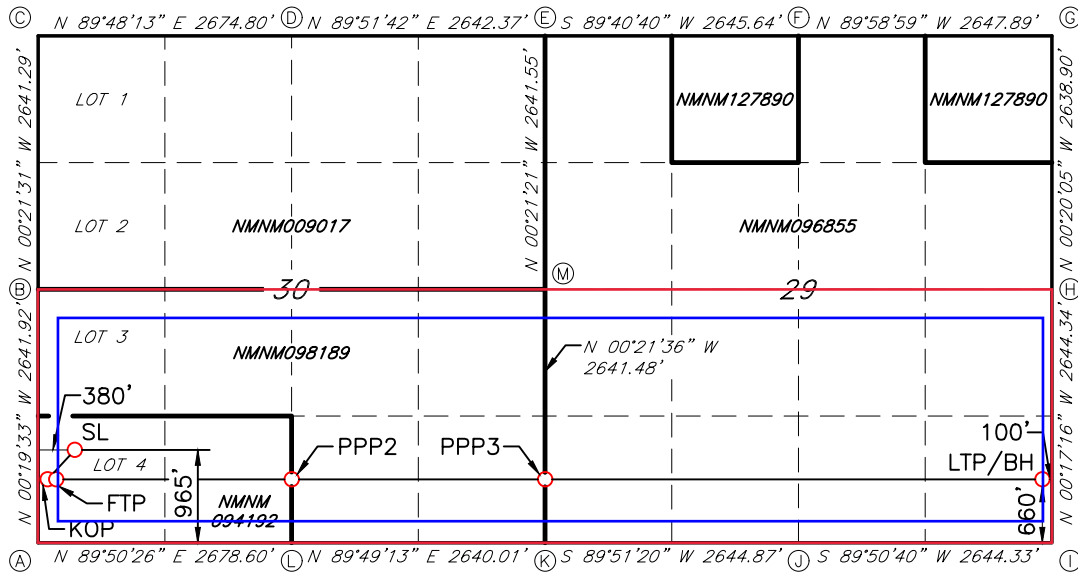 C N 89°48'13" E 2674.80' D N 89°51'42" E 2642.37' E S 89°40'40" W 2645.64' F N 89°58'59" W 2647.89' G
N 00°21'31" W 2641.29'
LOT 1
N 00°21'21" W 2641.55'
NMNM127890
NMNM127890
N 00°20'05" W 2638.90'
LOT 2
NMNM009017
NMNM096855
M
B
30
29
H
N 00°19'33" W 2641.92'
LOT 3
NMNM098189
N 00°21'36" W
2641.48'
N 00°17'16" W 2644.34'
380'
SL
LOT 4
965'
PPP2
PPP3
100'
LTP/BH
FTP
KOP
NMNM
094192
660'
A N 89°50'26" E 2678.60' L N 89°49'13" E 2640.01' K S 89°51'20" W 2644.87' J S 89°50'40" W 2644.33' I